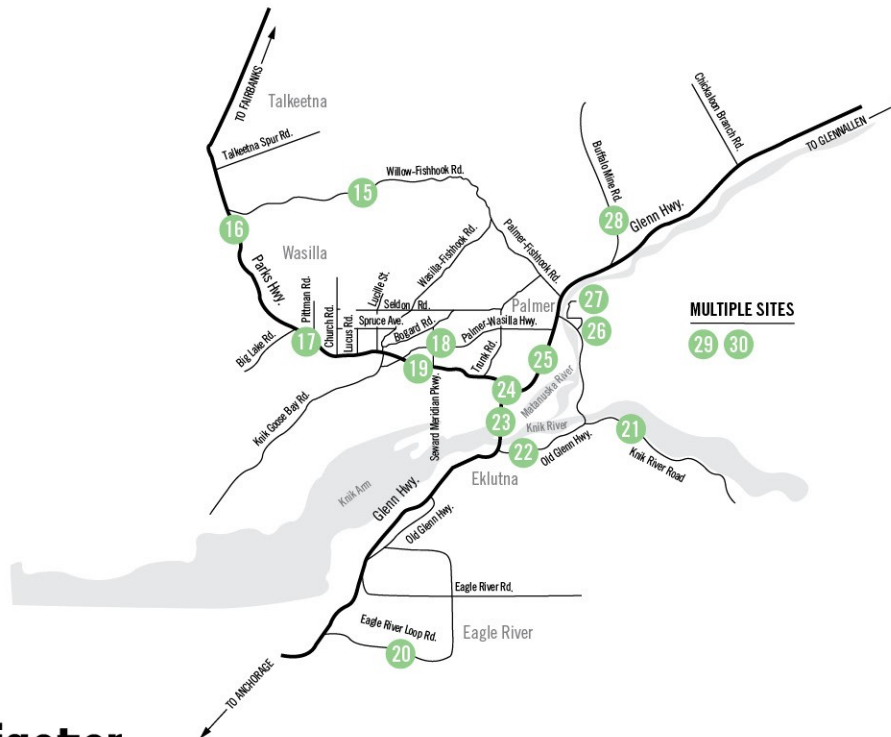 TO FAIRBANKS
Talkeetna
Talkeetna Spur Rd.
Chickaloon Branch Rd.
TO GLENNALLEN
Buffalo Mine Rd.
Willow-Fishhook Rd.
15
16
28
Glenn Hwy.
Wasilla
Wasilla-Fishhook Rd.
Palmer-Fishhook Rd.
Parks Hwy.
Pittman Rd.
Church Rd.
Lucus Rd.
Lucille St.
Seldon Rd.
Palmer
27
MULTIPLE SITES
Spruce Ave.
Bogard Rd.
Palmer-Wasilla Hwy.
26
29 30
Big Lake Rd.
17
18
19
Trunk Rd.
25
24
Matanuska River
Seward Meridian Pkwy.
Knik Goose Bay Rd.
23
Knik River
21
22
Old Glenn Hwy.
Knik River Road
Eklutna
Knik Arm
Glenn Hwy.
Old Glenn Hwy.
Eagle River Rd.
Eagle River Loop Rd.
Eagle River
20
TO ANCHORAGE